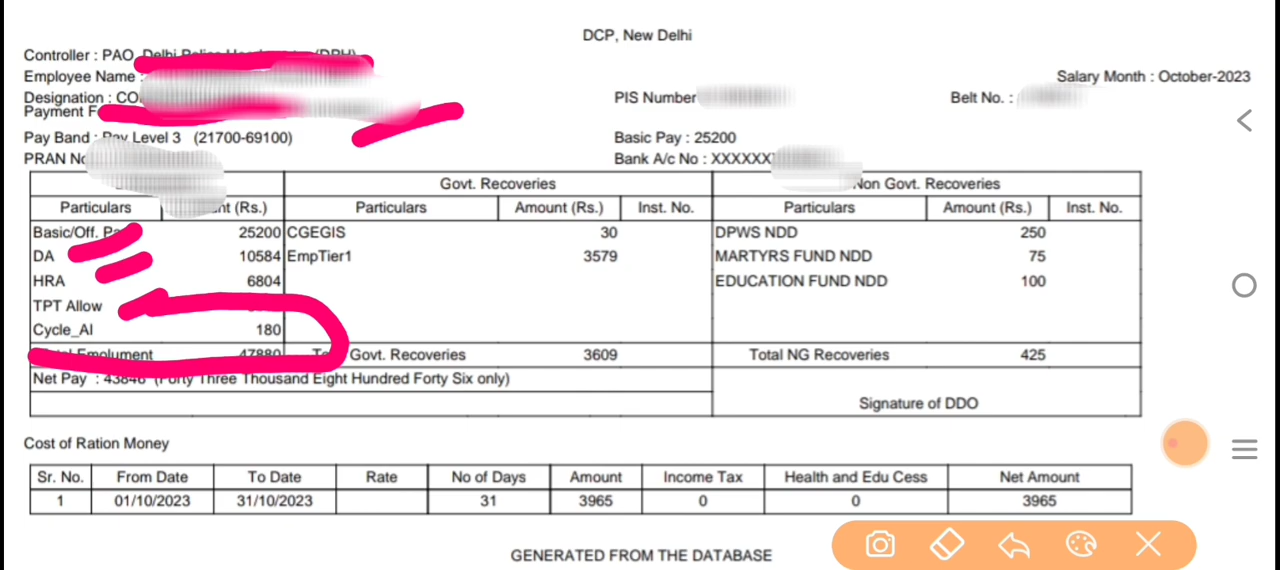 DCP, New Delhi
Controller : PAO, Delhi Police (DPH)
Employee Name : Salary Month : October-2023
Designation : PIS Number Belt No. :
Payment
Pay Band : Pay Level 3 (21700-69100) Basic Pay : 25200
PRAN Bank A/c No : XXXXXX
Govt. Recoveries Non Govt. Recoveries
Particulars (Rs.) Particulars Amount (Rs.) Inst. No. Particulars Amount (Rs.) Inst. No.
Basic/Off. 25200 CGEGIS 30 DPWS NDD 250
DA 10584 EmpTier1 3579 MARTYRS FUND NDD 75
HRA 6804 EDUCATION FUND NDD 100
TPT Allow
Cycle_Al 180
Emolument 47880 Govt. Recoveries 3609 Total NG Recoveries 425
Net Pay : 43846 (Forty Three Thousand Eight Hundred Forty Six only)
Signature of DDO
Cost of Ration Money
Sr. No. From Date To Date Rate No of Days Amount Income Tax Health and Edu Cess Net Amount
1 01/10/2023 31/10/2023 31 3965 0 0 3965
GENERATED FROM THE DATABASE